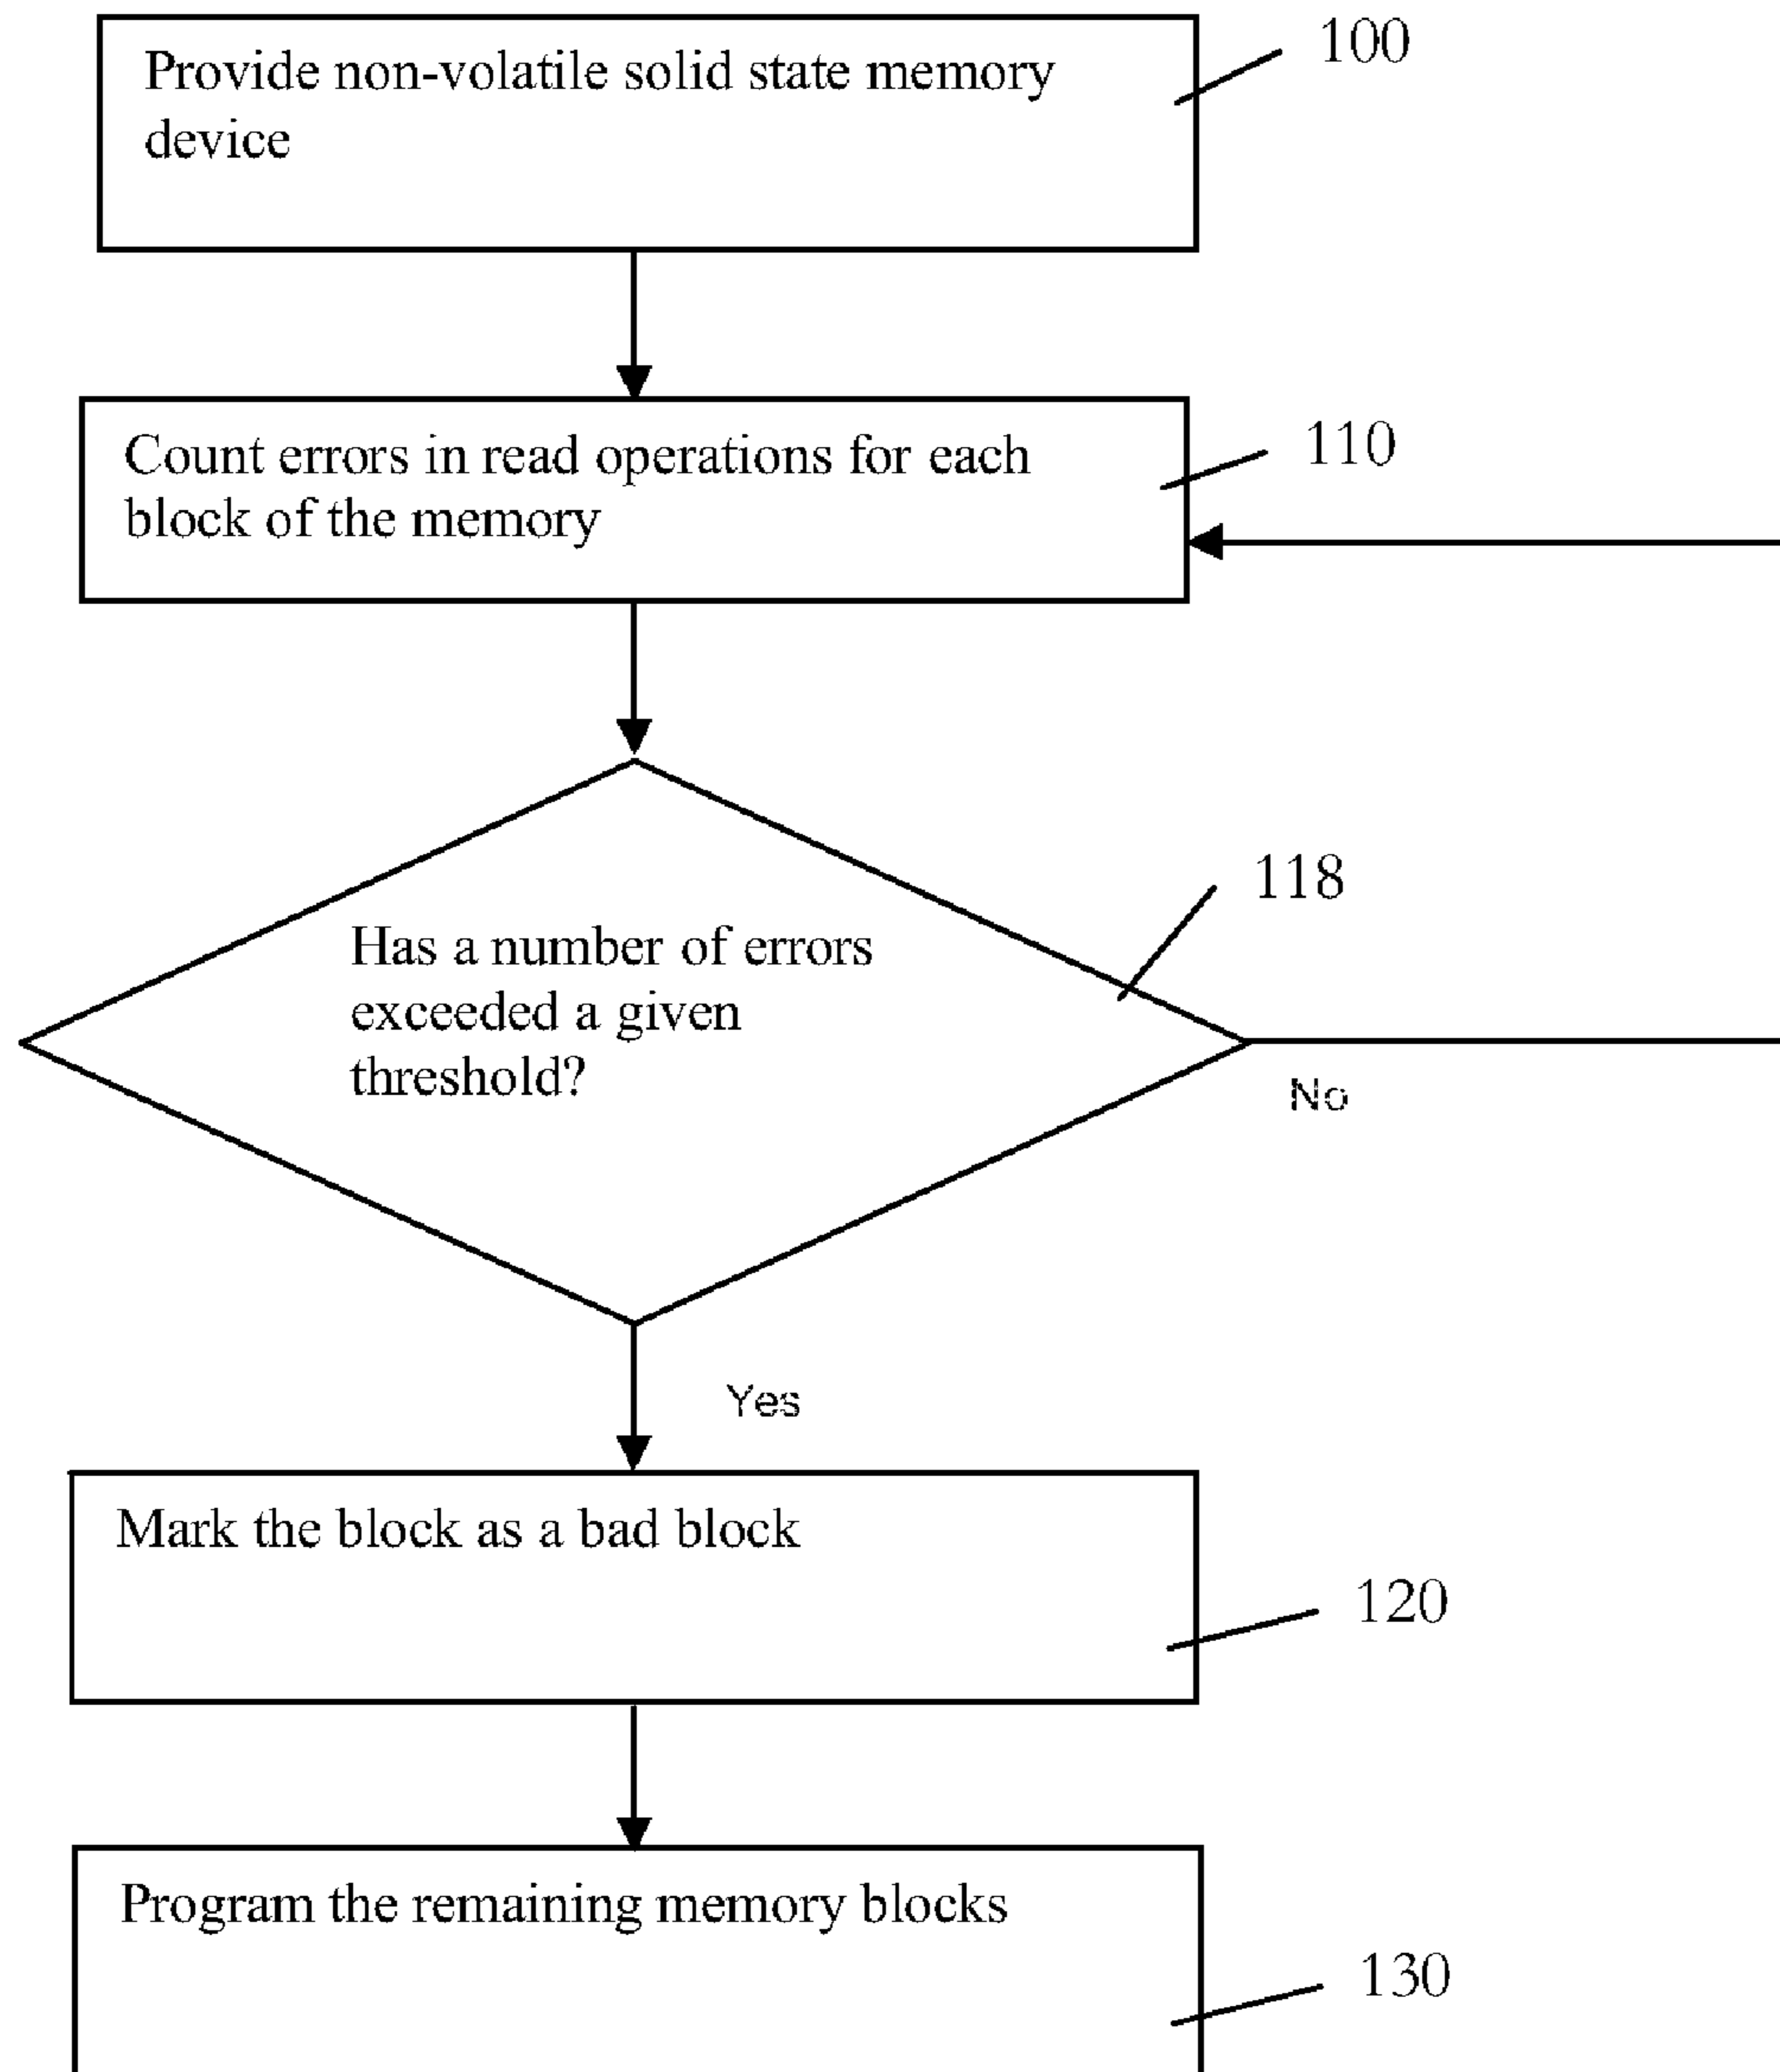 Provide non-volatile solid state memory
device
100
Count errors in read operations for each
block of the memory
110
Has a number of errors
exceeded a given
threshold?
118
No
Yes
Mark the block as a bad block
120
Program the remaining memory blocks
130